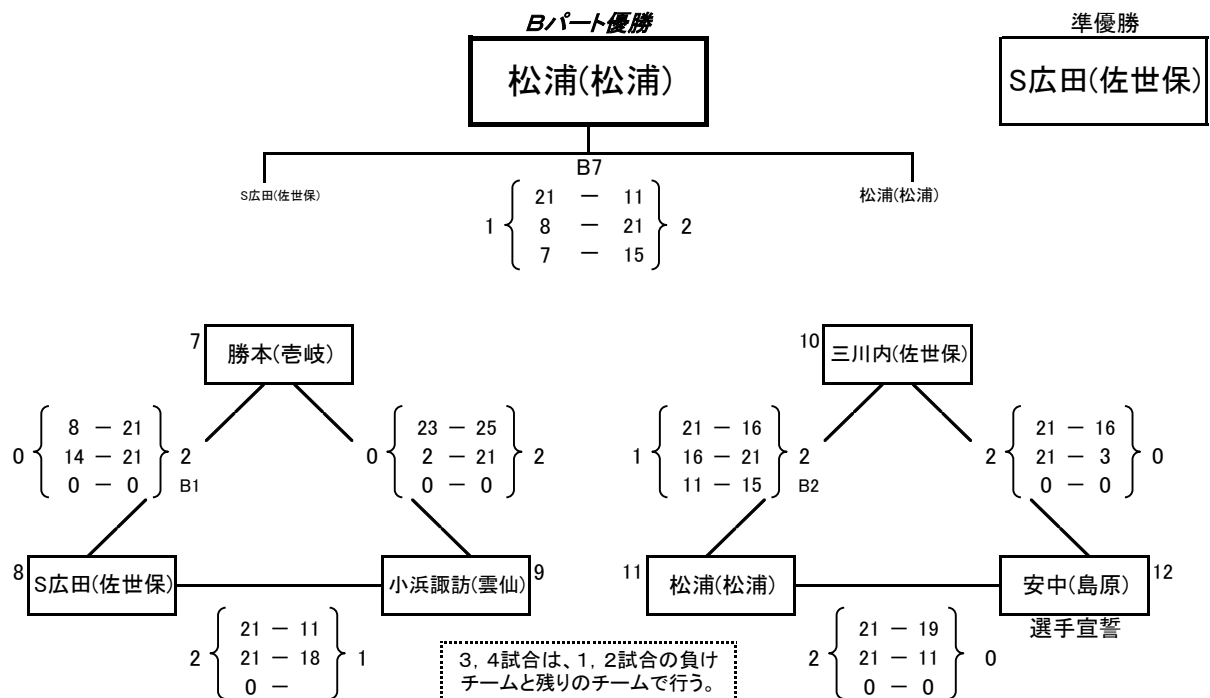 Bパート優勝
準優勝
松浦(松浦)
S広田(佐世保)
B7
S広田(佐世保)
松浦(松浦)
21 － 11
1 8 － 21 2
7 － 15
7 勝本(壱岐)
10 三川内(佐世保)
8 － 21
0 14 － 21 2
0 － 0 B1
23 － 25
0 2 － 21 2
0 － 0
21 － 16
1 16 － 21 2
11 － 15 B2
21 － 16
2 21 － 3 0
0 － 0
8 S広田(佐世保)
小浜諏訪(雲仙) 9
11 松浦(松浦)
安中(島原) 12
選手宣誓
21 － 11
2 21 － 18 1
0 －
3，4試合は、1，2試合の負け
チームと残りのチームで行う。
21 － 19
2 21 － 11 0
0 － 0